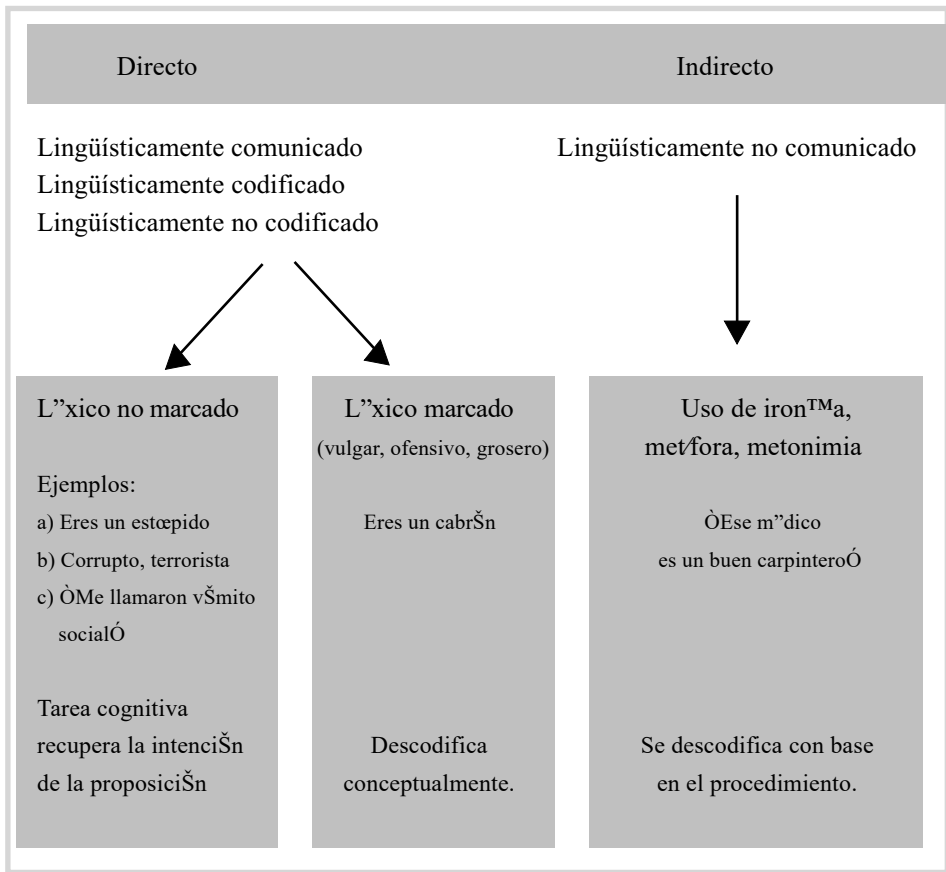 Directo
Indirecto
Lingüísticamente comunicado
Lingüísticamente codificado
Lingüísticamente no codificado
Lingüísticamente no comunicado
L”xico no marcado
Ejemplos:
a) Eres un estœpido
b) Corrupto, terrorista
c) ÒMe llamaron vŠmito
socialÓ
Tarea cognitiva
recupera la intenciŠn
de la proposiciŠn
L”xico marcado
(vulgar, ofensivo, grosero)
Eres un cabrŠn
Descodifica
conceptualmente.
Uso de iron™a,
met⁄fora, metonimia
ÒEse m”dico
es un buen carpinteroÓ
Se descodifica con base
en el procedimiento.